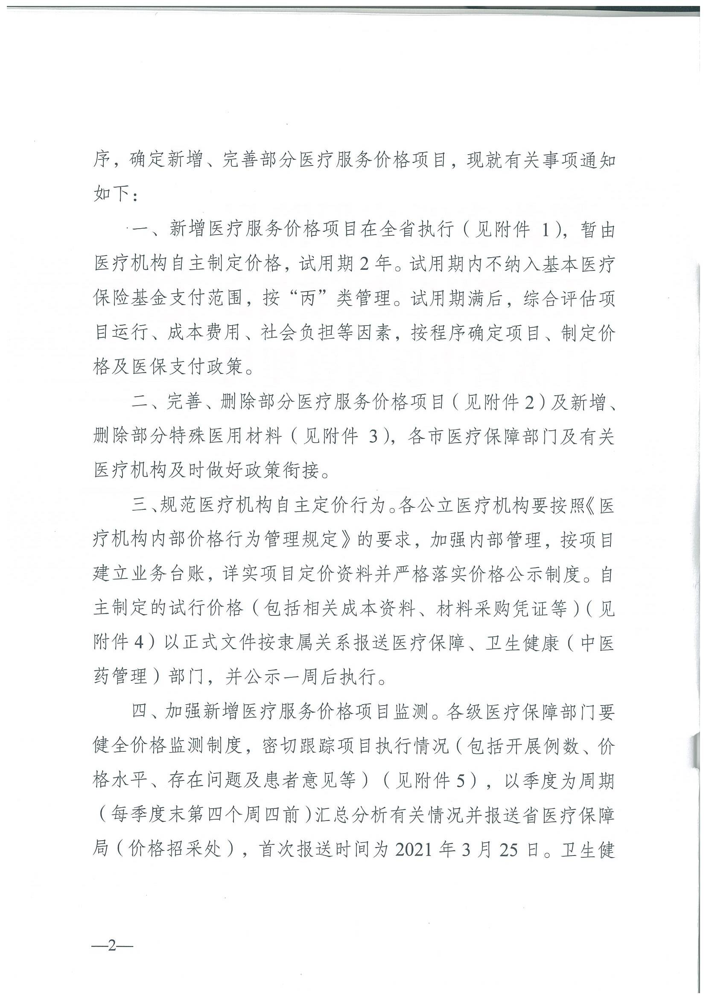 序，确定新增、完善部分医疗服务价格项目，现就有关事项通知
如下：
一、新增医疗服务价格项目在全省执行（见附件 1），暂由
医疗机构自主制定价格，试用期 2 年。试用期内不纳入基本医疗
保险基金支付范围，按“丙”类管理。试用期满后，综合评估项
目运行、成本费用、社会负担等因素，按程序确定项目、制定价
格及医保支付政策。
二、完善、删除部分医疗服务价格项目（见附件 2）及新增、
删除部分特殊医用材料（见附件 3），各市医疗保障部门及有关
医疗机构及时做好政策衔接。
三、规范医疗机构自主定价行为。各公立医疗机构要按照《医
疗机构内部价格行为管理规定》的要求，加强内部管理，按项目
建立业务台账，详实项目定价资料并严格落实价格公示制度。自
主制定的试行价格（包括相关成本资料、材料采购凭证等）（见
附件 4）以正式文件按隶属关系报送医疗保障、卫生健康（中医
药管理）部门，并公示一周后执行。
四、加强新增医疗服务价格项目监测。各级医疗保障部门要
健全价格监测制度，密切跟踪项目执行情况（包括开展例数、价
格水平、存在问题及患者意见等）（见附件 5），以季度为周期
（每季度末第四个周四前）汇总分析有关情况并报送省医疗保障
局（价格招采处），首次报送时间为 2021 年 3 月 25 日。卫生健
—2—